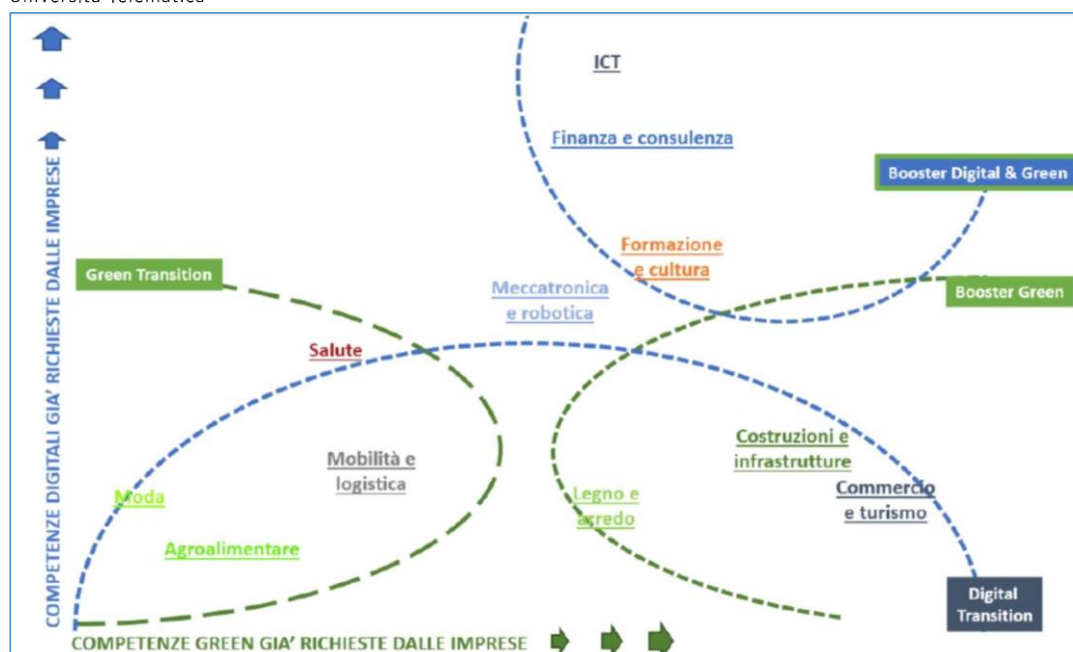 Università Telematica
ICT
Finanza e consulenza
Booster Digital & Green
Formazione
e cultura
Green Transition
Meccatronica
e robotica
Booster Green
Salute
Costruzioni e
infrastrutture
Mobilità e
logistica
Commercio
e turismo
Moda
Legno e
arredo
Agroalimentare
Digital
Transition
COMPETENZE DIGITALI GIA' RICHIESTE DALLE IMPRESE
COMPETENZE GREEN GIA' RICHIESTE DALLE IMPRESE